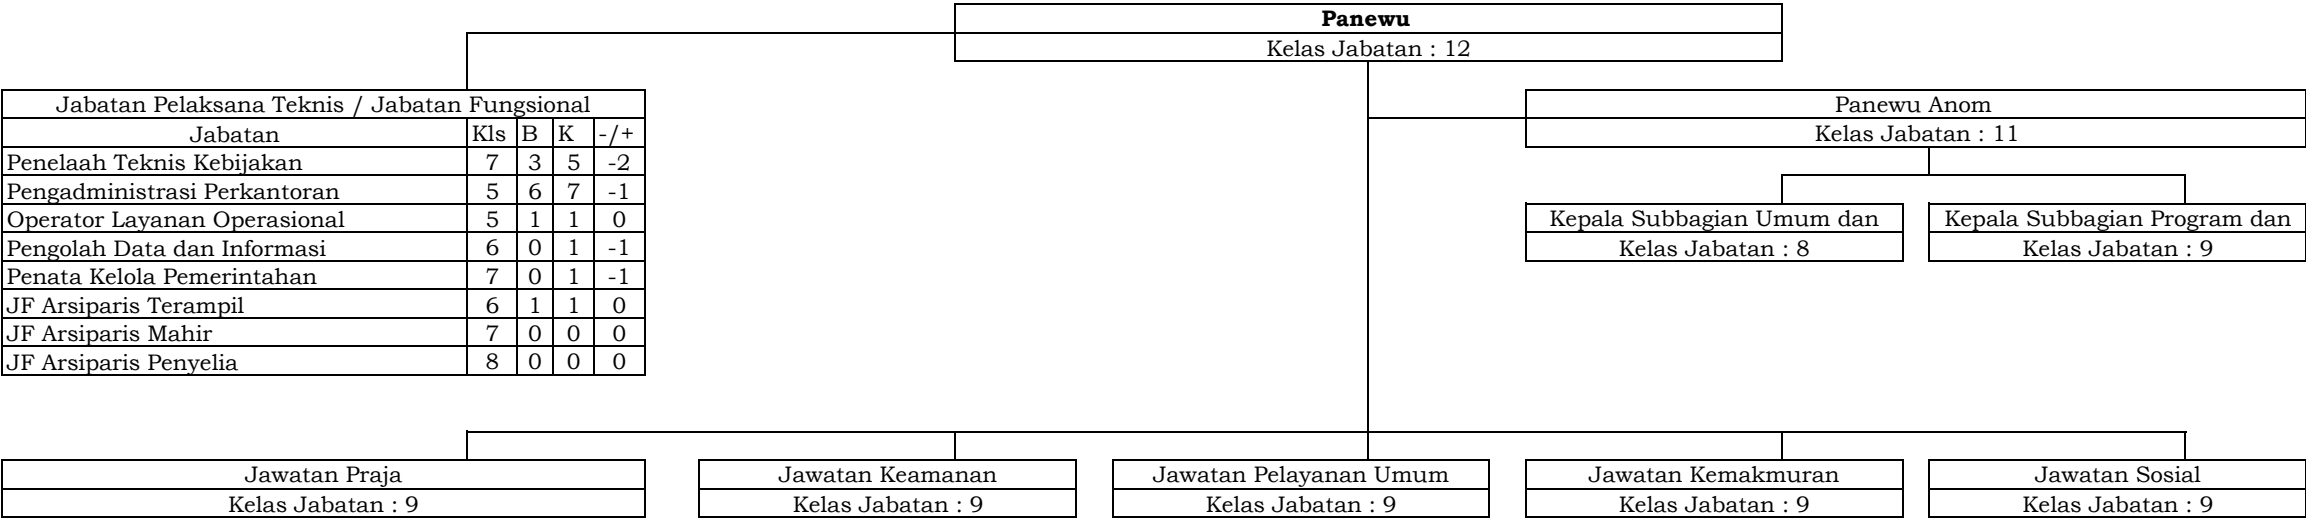 Panewu
Kelas Jabatan : 12
Jabatan Pelaksana Teknis / Jabatan Fungsional
Jabatan Kls B K -/+
Penelaah Teknis Kebijakan 7 3 5 -2
Pengadministrasi Perkantoran 5 6 7 -1
Operator Layanan Operasional 5 1 1 0
Pengolah Data dan Informasi 6 0 1 -1
Penata Kelola Pemerintahan 7 0 1 -1
JF Arsiparis Terampil 6 1 1 0
JF Arsiparis Mahir 7 0 0 0
JF Arsiparis Penyelia 8 0 0 0
Panewu Anom
Kelas Jabatan : 11
Kepala Subbagian Umum dan
Kelas Jabatan : 8
Kepala Subbagian Program dan
Kelas Jabatan : 9
Jawatan Praja
Kelas Jabatan : 9
Jawatan Keamanan
Kelas Jabatan : 9
Jawatan Pelayanan Umum
Kelas Jabatan : 9
Jawatan Kemakmuran
Kelas Jabatan : 9
Jawatan Sosial
Kelas Jabatan : 9